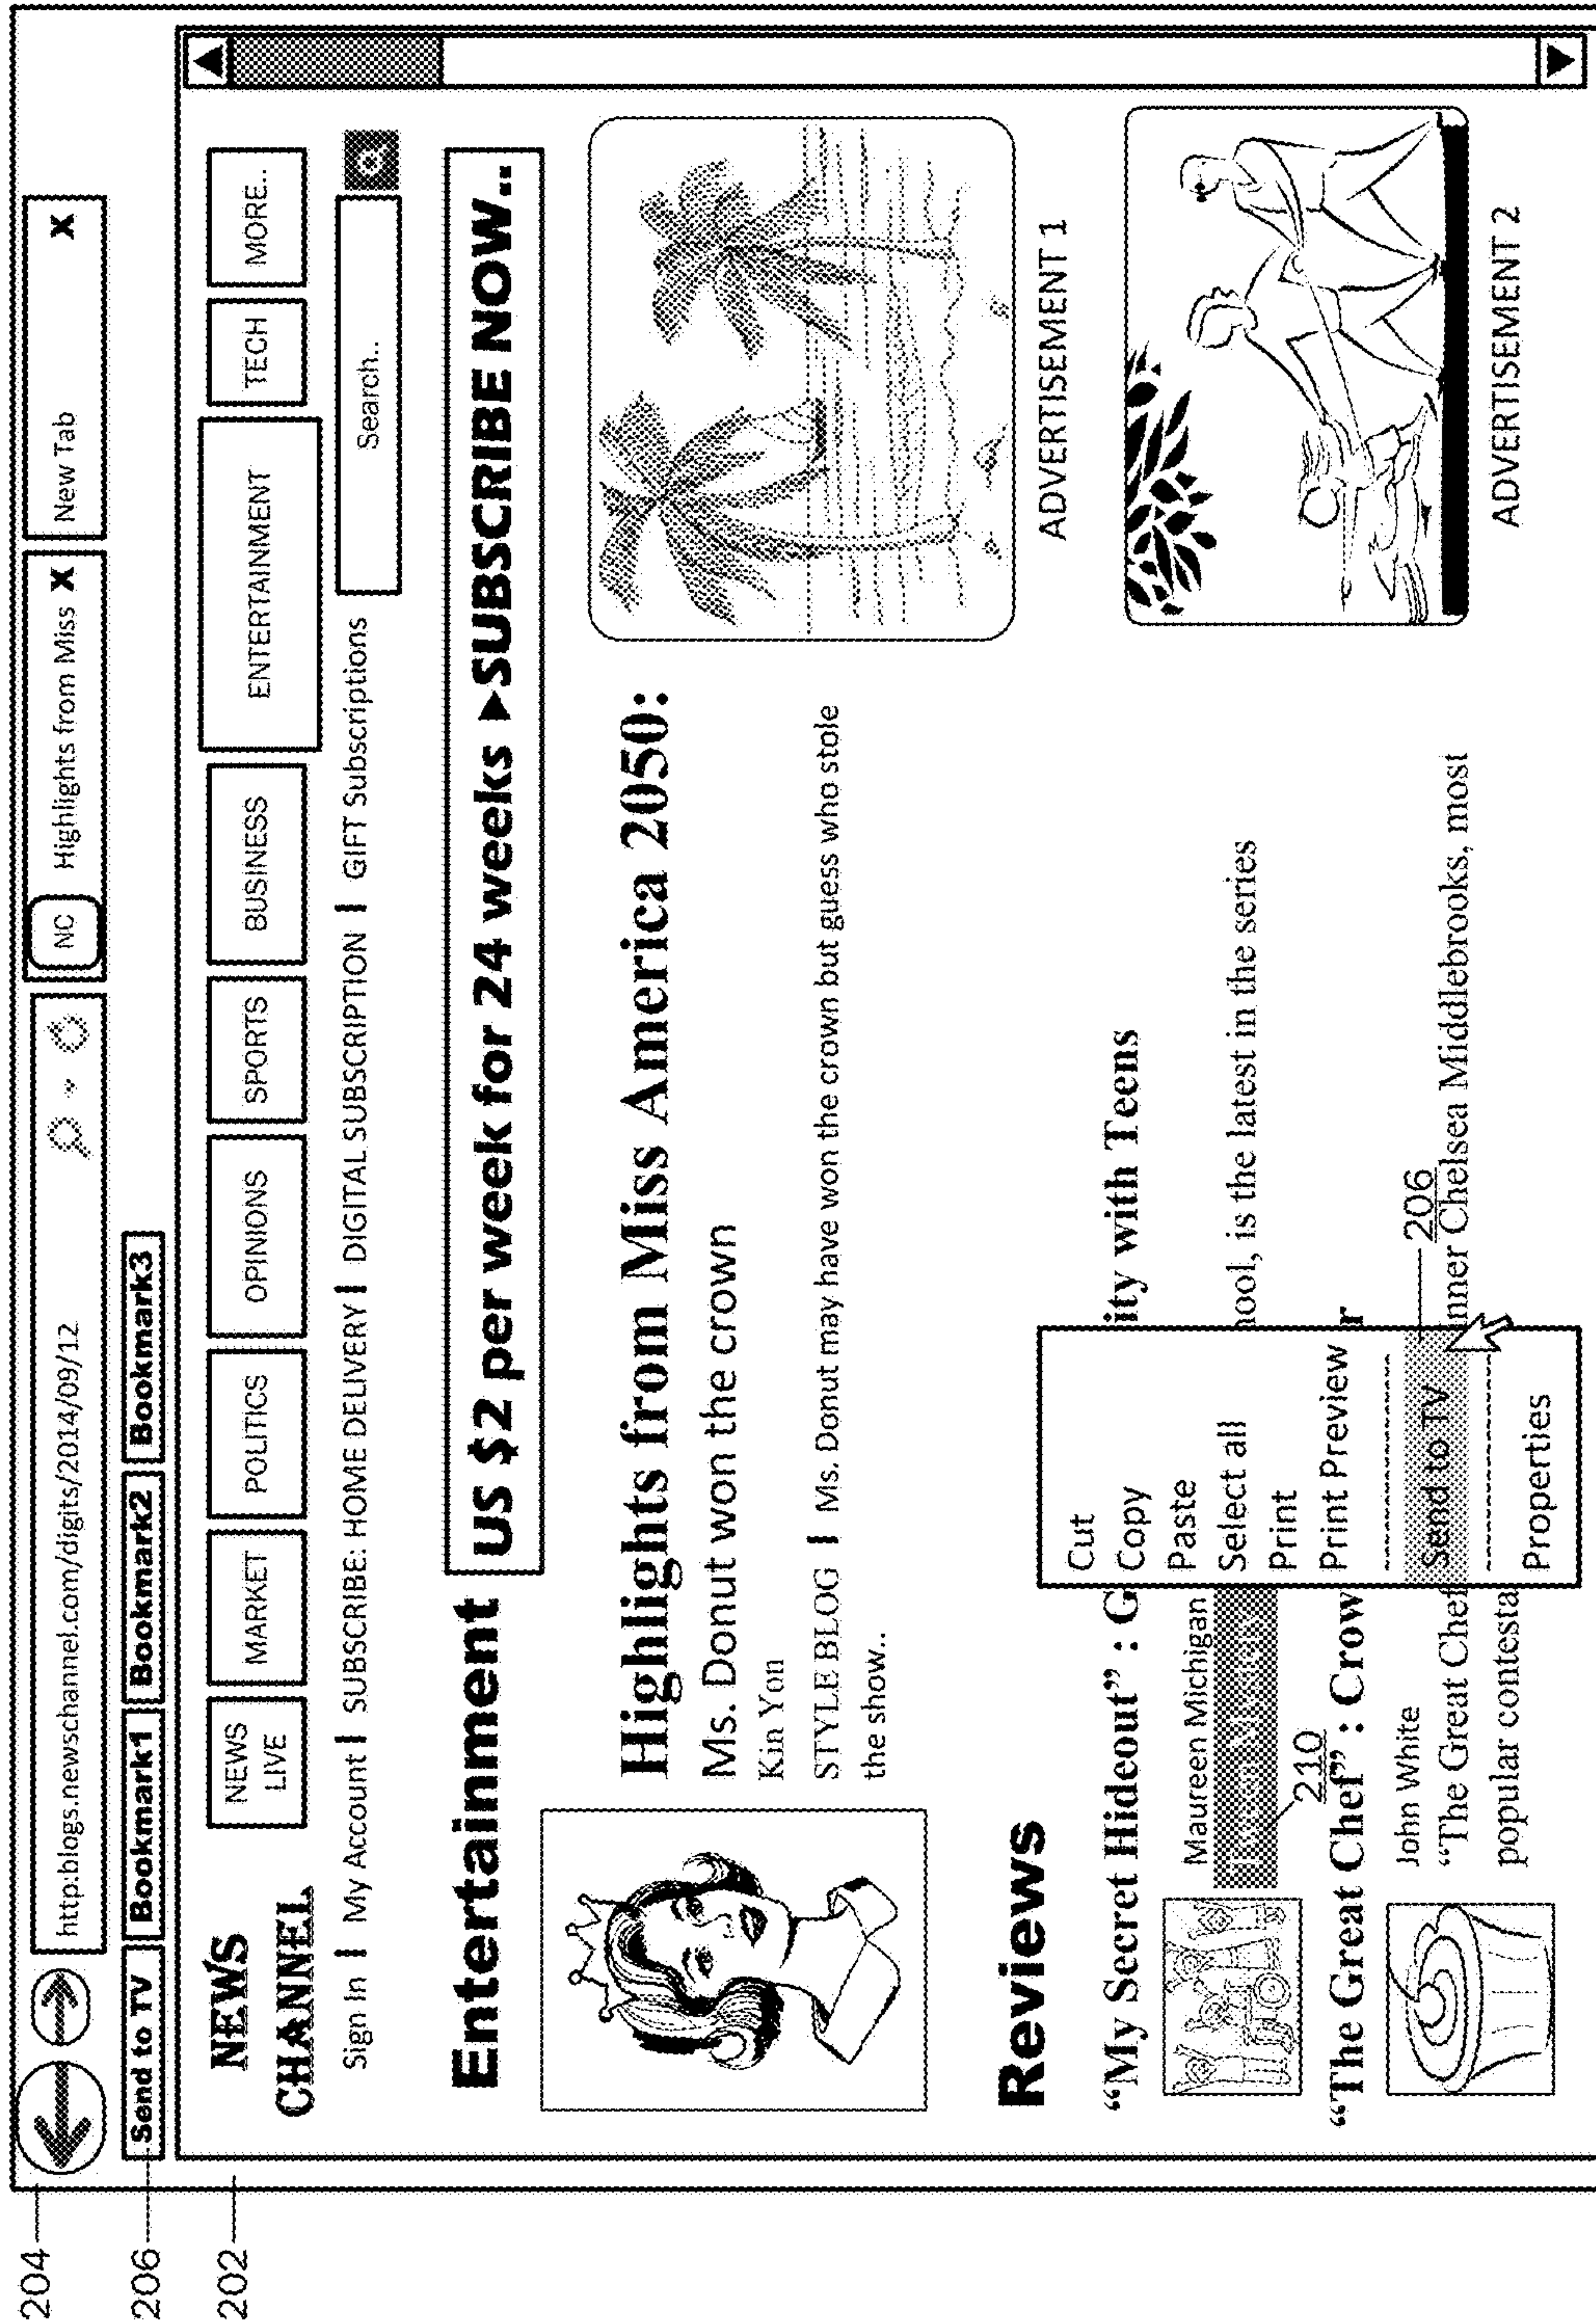 204
206
202
http:blogs.newschannel.com/digits/2014/09/12
NC Highlights from Miss X
New Tab X
Send to TV Bookmark1 Bookmark2 Bookmark3
NEWS
CHANNEL
NEWS
LIVE
MARKET
POLITICS
OPINIONS
SPORTS
BUSINESS
ENTERTAINMENT
TECH
MORE..
Sign In | My Account | SUBSCRIBE: HOME DELIVERY | DIGITAL SUBSCRIPTION | GIFT Subscriptions
Search..
Entertainment
US $2 per week for 24 weeks ▶SUBSCRIBE NOW..
Highlights from Miss America 2050:
Ms. Donut won the crown
Kin Yon
STYLE BLOG | Ms. Donut may have won the crown but guess who stole
the show..
ADVERTISEMENT 1
Reviews
"My Secret Hideout" : G
ity with Teens
Maureen Michigan
hool, is the latest in the series
210
"The Great Chef" : Crow
r
John White
"The Great Chef
inner Chelsea Middlebrooks, most
popular contesta
Cut
Copy
Paste
Select all
Print
Print Preview
Send to TV
Properties
206
ADVERTISEMENT 2